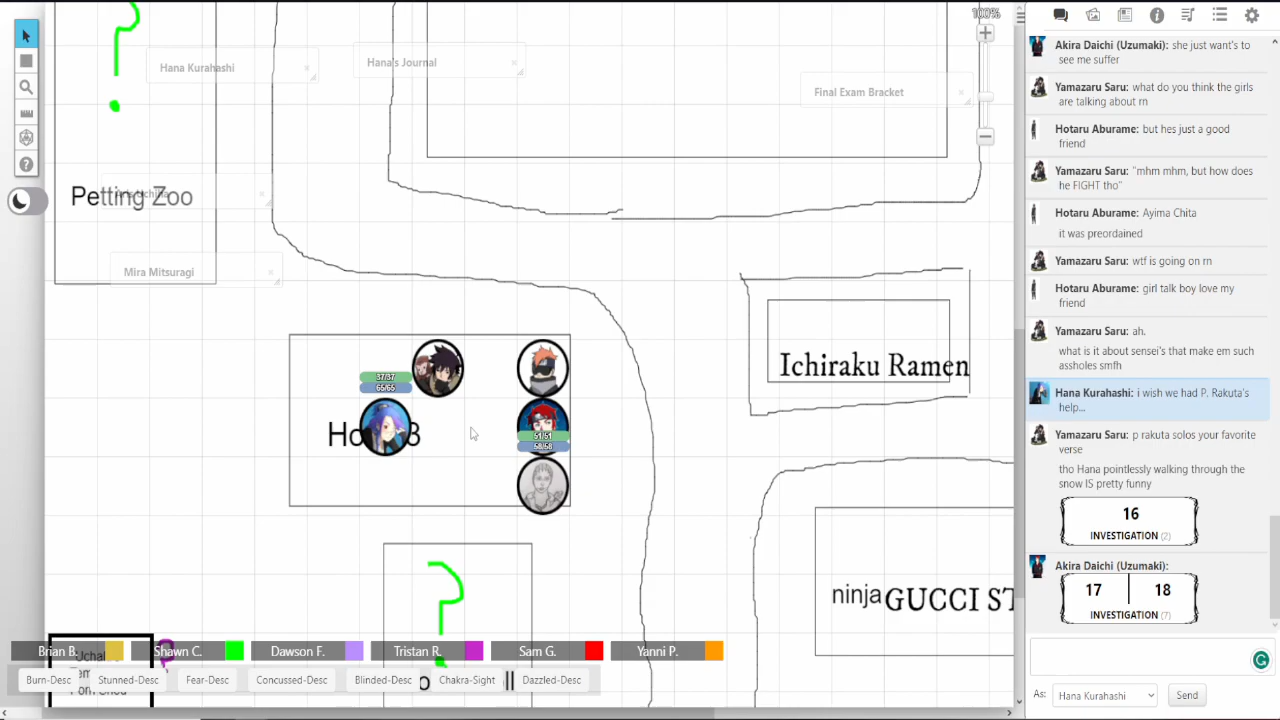 100%
Hana Kurahashi
Hana's Journal
Final Exam Bracket
Petting Zoo
Mira Mitsuragi
37/37
65/65
51/51
58/58
Ichiraku Ramen
ninja GUCCI ST
Brian B.
Shawn C.
Dawson F.
Tristan R.
Sam G.
Yanni P.
Burn-Desc
Stunned-Desc
Fear-Desc
Concussed-Desc
Blinded-Desc
Chakra-Sight
Dazzled-Desc
Akira Daichi (Uzumaki): she just want's to
see me suffer
Yamazaru Saru: what do you think the girls
are talking about rn
Hotaru Aburame: but hes just a good
friend
Yamazaru Saru: "mhm mhm, but how does
he FIGHT tho"
Hotaru Aburame: Ayima Chita
it was preordained
Yamazaru Saru: wtf is going on rn
Hotaru Aburame: girl talk boy love my
friend
Yamazaru Saru: ah.
what is it about sensei's that make em such
assholes smfh
Hana Kurahashi: i wish we had P. Rakuta's
help...
Yamazaru Saru: p rakuta solos your favorite
verse
tho Hana pointlessly walking through the
snow IS pretty funny
16
INVESTIGATION (2)
Akira Daichi (Uzumaki):
17 18
INVESTIGATION (7)
As: Hana Kurahashi Send